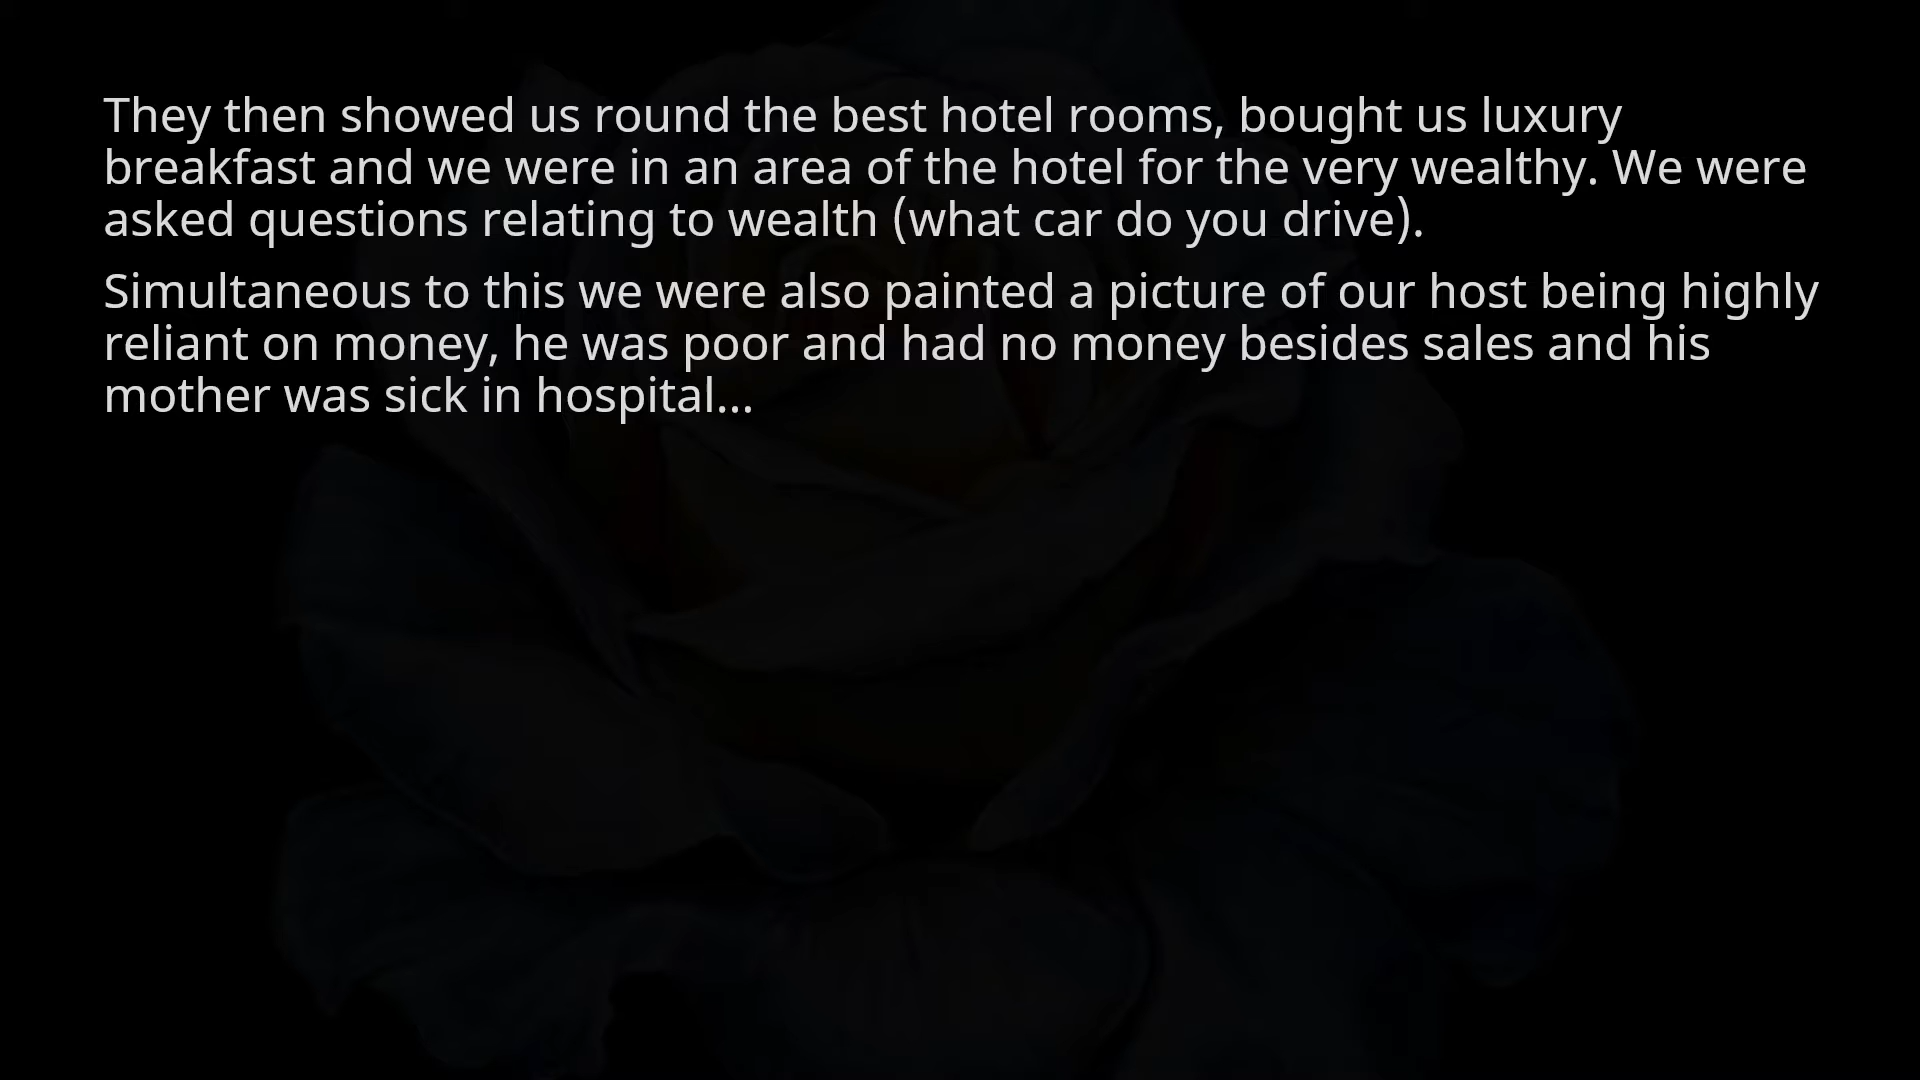 They then showed us round the best hotel rooms, bought us luxury
breakfast and we were in an area of the hotel for the very wealthy. We were
asked questions relating to wealth (what car do you drive).
Simultaneous to this we were also painted a picture of our host being highly
reliant on money, he was poor and had no money besides sales and his
mother was sick in hospital...